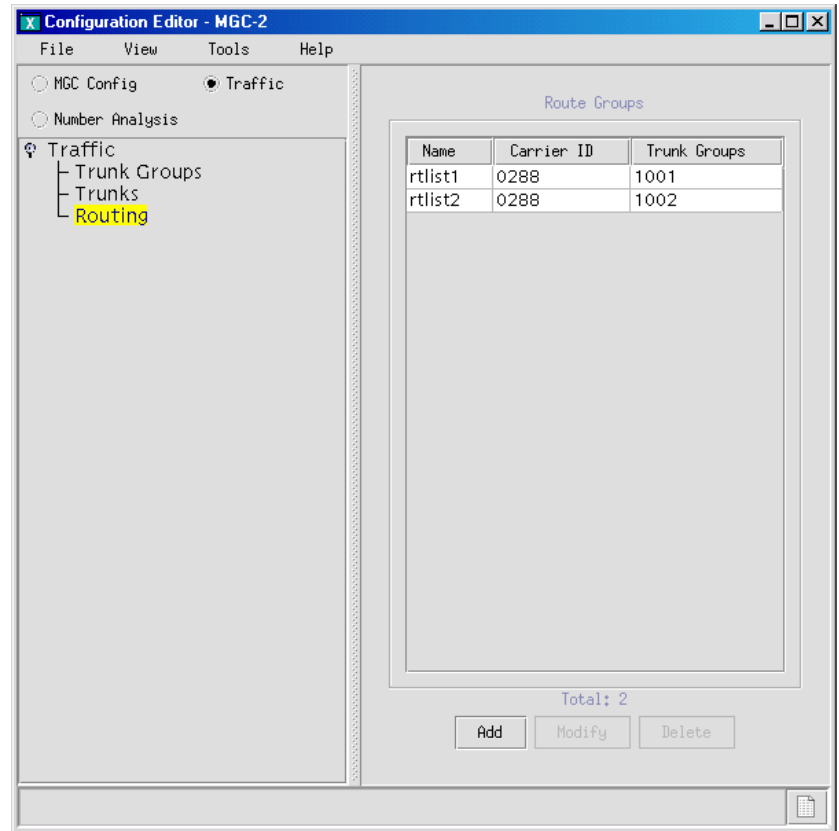 Configuration Editor - MGC-2
File View Tools Help
MGC Config Traffic
Number Analysis
Traffic
Trunk Groups
Trunks
Routing
Route Groups
Name Carrier ID Trunk Groups
rtlist1 0288 1001
rtlist2 0288 1002
Total: 2
Add Modify Delete